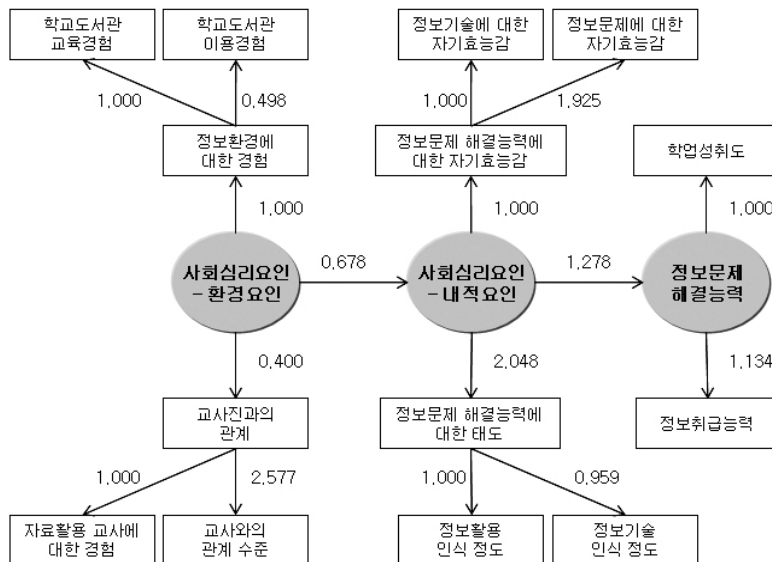 학교도서관
교육경험
학교도서관
이용경험
정보기술에 대한
자기효능감
정보문제에 대한
자기효능감
1,000
0,498
1,000
1,925
정보환경에
대한 경험
정보문제 해결능력에
대한 자기효능감
학업성취도
1,000
1,000
1,000
사회심리요인
- 환경요인
0,678
사회심리요인
- 내적요인
1,278
정보문제
해결능력
0,400
2,048
1,134
교사진과의
관계
정보문제 해결능력에
대한 태도
정보취급능력
1,000
2,577
1,000
0,959
자료활용 교사에
대한 경험
교사와의
관계 수준
정보활용
인식 정도
정보기술
인식 정도